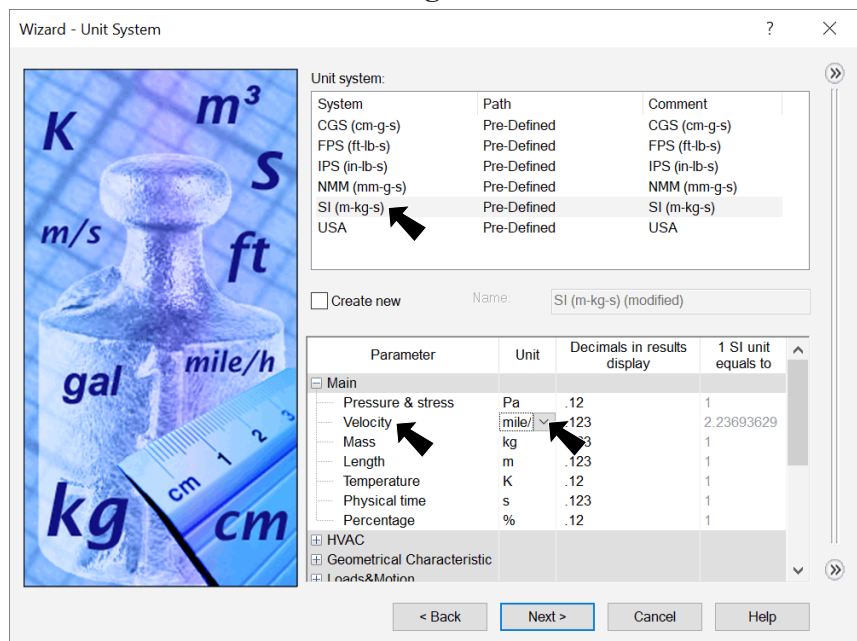 Wizard - Unit System ?
K
m³
s
m/s
ft
gal
mile/h
kg
cm 1 2 3
cm
Unit system:
System Path Comment
CGS (cm-g-s) Pre-Defined CGS (cm-g-s)
FPS (ft-lb-s) Pre-Defined FPS (ft-lb-s)
IPS (in-lb-s) Pre-Defined IPS (in-lb-s)
NMM (mm-g-s) Pre-Defined NMM (mm-g-s)
SI (m-kg-s) Pre-Defined SI (m-kg-s)
USA Pre-Defined USA
Create new Name: SI (m-kg-s) (modified)
Parameter Unit Decimals in results display 1 SI unit equals to
Main
Pressure & stress Pa .12 1
Velocity mile/ .123 2.23693629
Mass kg 1
Length m .123 1
Temperature K .12 1
Physical time s .123 1
Percentage % .12 1
HVAC
Geometrical Characteristic
Loads&Motion
< Back Next > Cancel Help